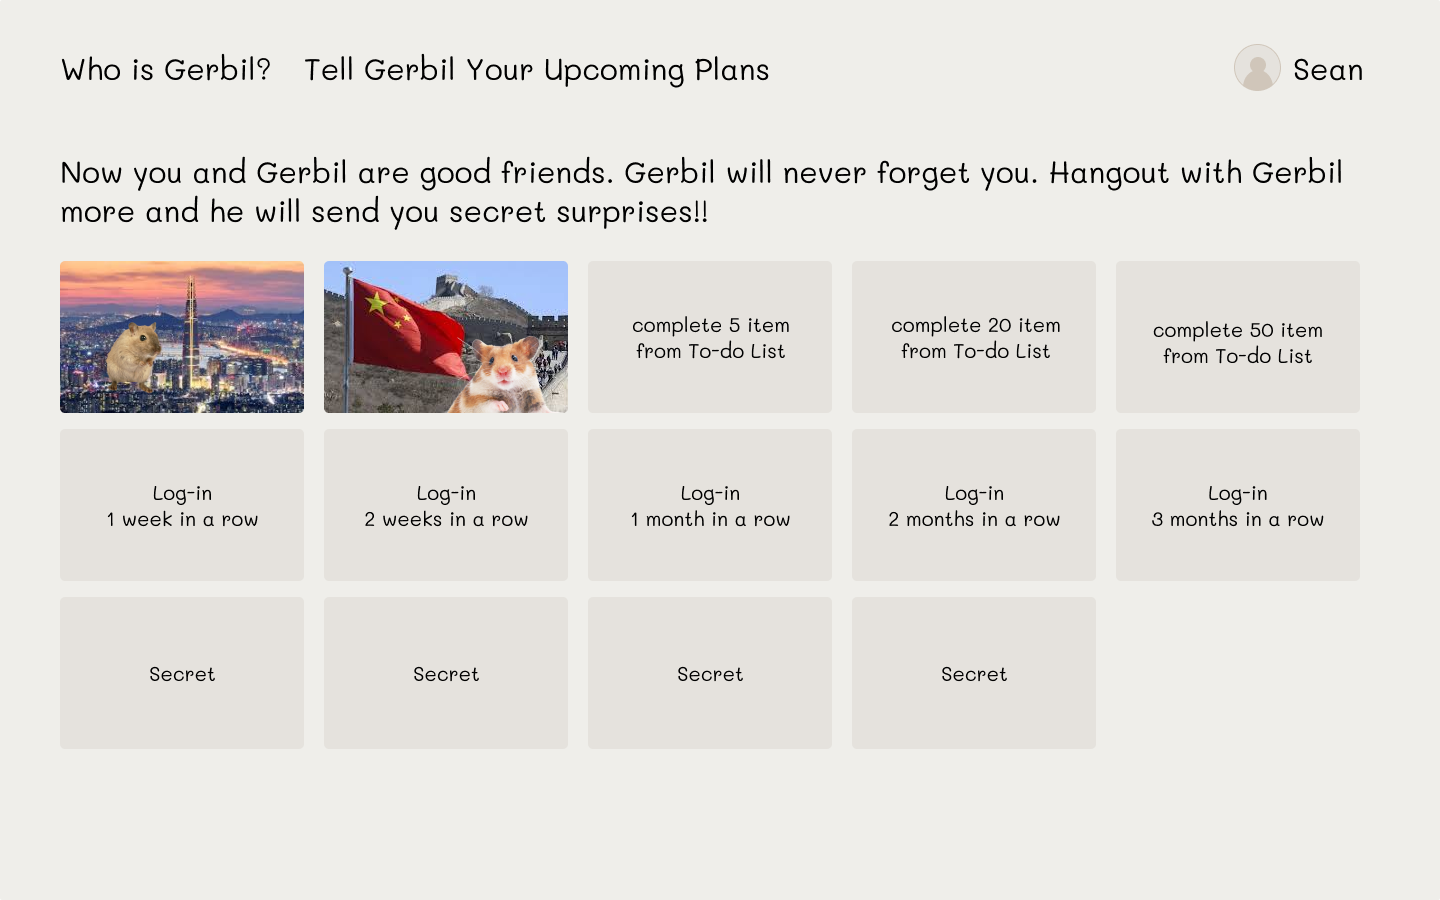 Who is Gerbil? Tell Gerbil Your Upcoming Plans Sean
Now you and Gerbil are good friends. Gerbil will never forget you. Hangout with Gerbil
more and he will send you secret surprises!!
complete 5 item
from To-do List
complete 20 item
from To-do List
complete 50 item
from To-do List
Log-in
1 week in a row
Log-in
2 weeks in a row
Log-in
1 month in a row
Log-in
2 months in a row
Log-in
3 months in a row
Secret
Secret
Secret
Secret